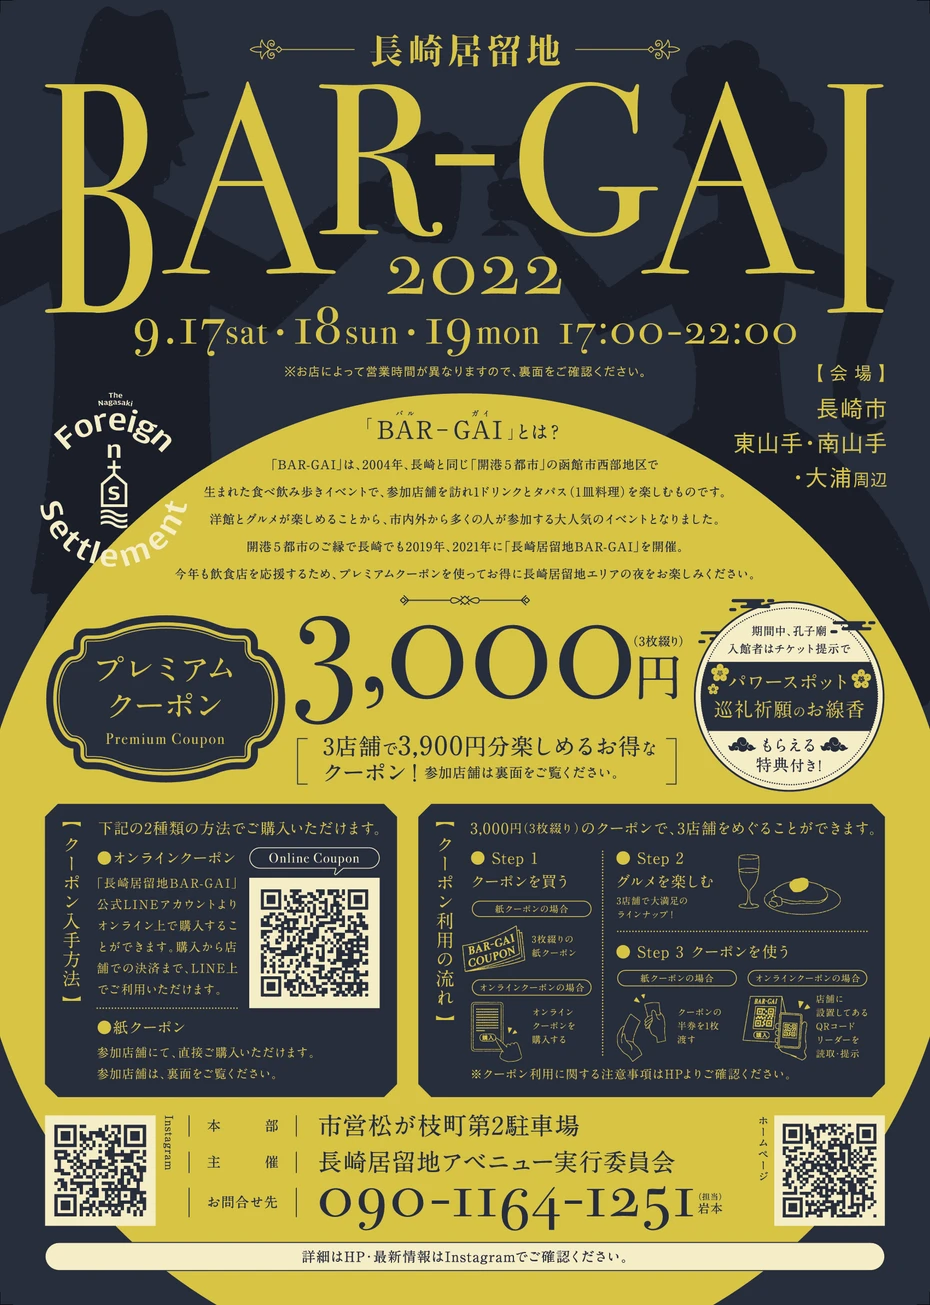 長崎居留地
BAR-GAI
2022
9.17sat・18sun・19mon 17:00-22:00
※お店によって営業時間が異なりますので、裏面をご確認ください。
【会場】
長崎市
東山手・南山手
・大浦周辺
The
Nagasaki
Foreign
n
t
s
Settlement
バル ガイ
「BAR-GAI」とは?
「BAR-GAI」は、2004年、長崎と同じ「開港5都市」の函館市西部地区で
生まれた食べ飲み歩きイベントで、参加店舗を訪れ1ドリンクとタパス(1皿料理)を楽しむものです。
洋館とグルメが楽しめることから、市内外から多くの人が参加する大人気のイベントとなりました。
開港5都市のご縁で長崎でも2019年、2021年に「長崎居留地BAR-GAI」を開催。
今年も飲食店を応援するため、プレミアムクーポンを使ってお得に長崎居留地エリアの夜をお楽しみください。
プレミアム
クーポン
Premium Coupon
3,000円(3枚綴り)
3店舗で3,900円分楽しめるお得な
クーポン!参加店舗は裏面をご覧ください。
期間中、孔子廟
入館者はチケット提示で
パワースポット
巡礼祈願のお線香
もらえる
特典付き!
【クーポン入手方法】
下記の2種類の方法でご購入いただけます。
●オンラインクーポン
Online Coupon
「長崎居留地BAR-GAI」
公式LINEアカウントより
オンライン上で購入するこ
とができます。購入から店
舗での決済まで、LINE上
でご利用いただけます。
●紙クーポン
参加店舗にて、直接ご購入いただけます。
参加店舗は、裏面をご覧ください。
【クーポン利用の流れ】
3,000円(3枚綴り)のクーポンで、3店舗をめぐることができます。
● Step 1
クーポンを買う
紙クーポンの場合
BAR-GAI
COUPON
3枚綴りの
紙クーポン
オンラインクーポンの場合
購入
オンライン
クーポンを
購入する
● Step 2
グルメを楽しむ
3店舗で大満足の
ラインナップ!
● Step 3 クーポンを使う
紙クーポンの場合
クーポンの
半券を1枚
渡す
オンラインクーポンの場合
BAR-GAI
購入
店舗に
設置してある
QRコード
リーダーを
読取・提示
※クーポン利用に関する注意事項はHPよりご確認ください。
Instagram
本部 市営松が枝町第2駐車場
主催 長崎居留地アベニュー実行委員会
お問合せ先 090-1164-1251(担当)岩本
ホームページ
詳細はHP・最新情報はInstagramでご確認ください。